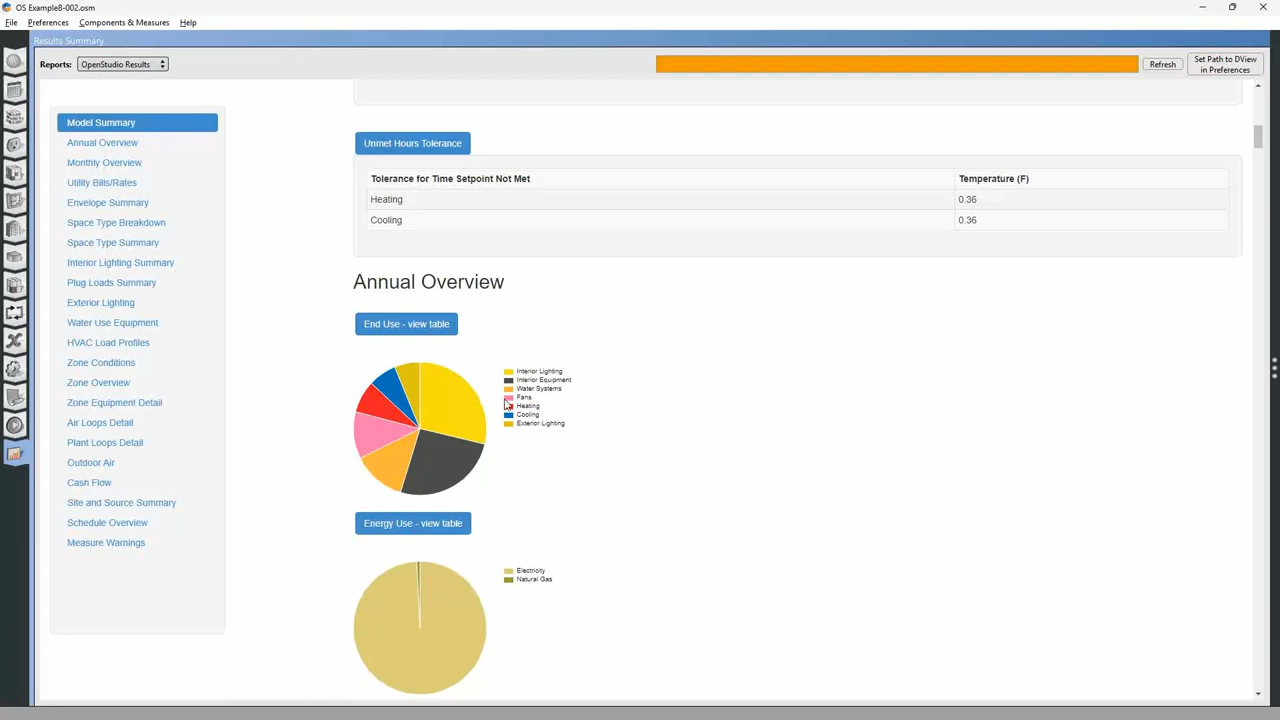 OS Example8-002.osm
File Preferences Components & Measures Help
Results Summary
Reports: OpenStudio Results Refresh Set Path to DView
in Preferences
Model Summary
Annual Overview
Monthly Overview
Utility Bills/Rates
Envelope Summary
Space Type Breakdown
Space Type Summary
Interior Lighting Summary
Plug Loads Summary
Exterior Lighting
Water Use Equipment
HVAC Load Profiles
Zone Conditions
Zone Overview
Zone Equipment Detail
Air Loops Detail
Plant Loops Detail
Outdoor Air
Cash Flow
Site and Source Summary
Schedule Overview
Measure Warnings
Unmet Hours Tolerance
Tolerance for Time Setpoint Not Met Temperature (F)
Heating 0.36
Cooling 0.36
Annual Overview
End Use - view table
Interior Lighting
Interior Equipment
Water Systems
Fans
Heating
Cooling
Exterior Lighting
Energy Use - view table
Electricity
Natural Gas